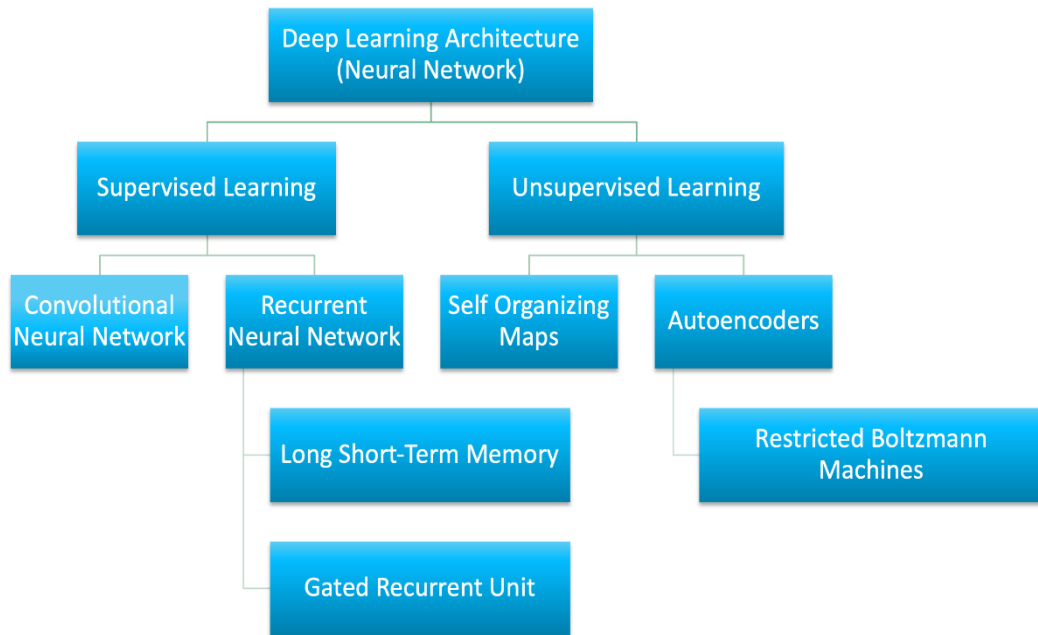 Deep Learning Architecture
(Neural Network)
Supervised Learning
Unsupervised Learning
Convolutional
Neural Network
Recurrent
Neural Network
Self Organizing
Maps
Autoencoders
Long Short-Term Memory
Restricted Boltzmann
Machines
Gated Recurrent Unit